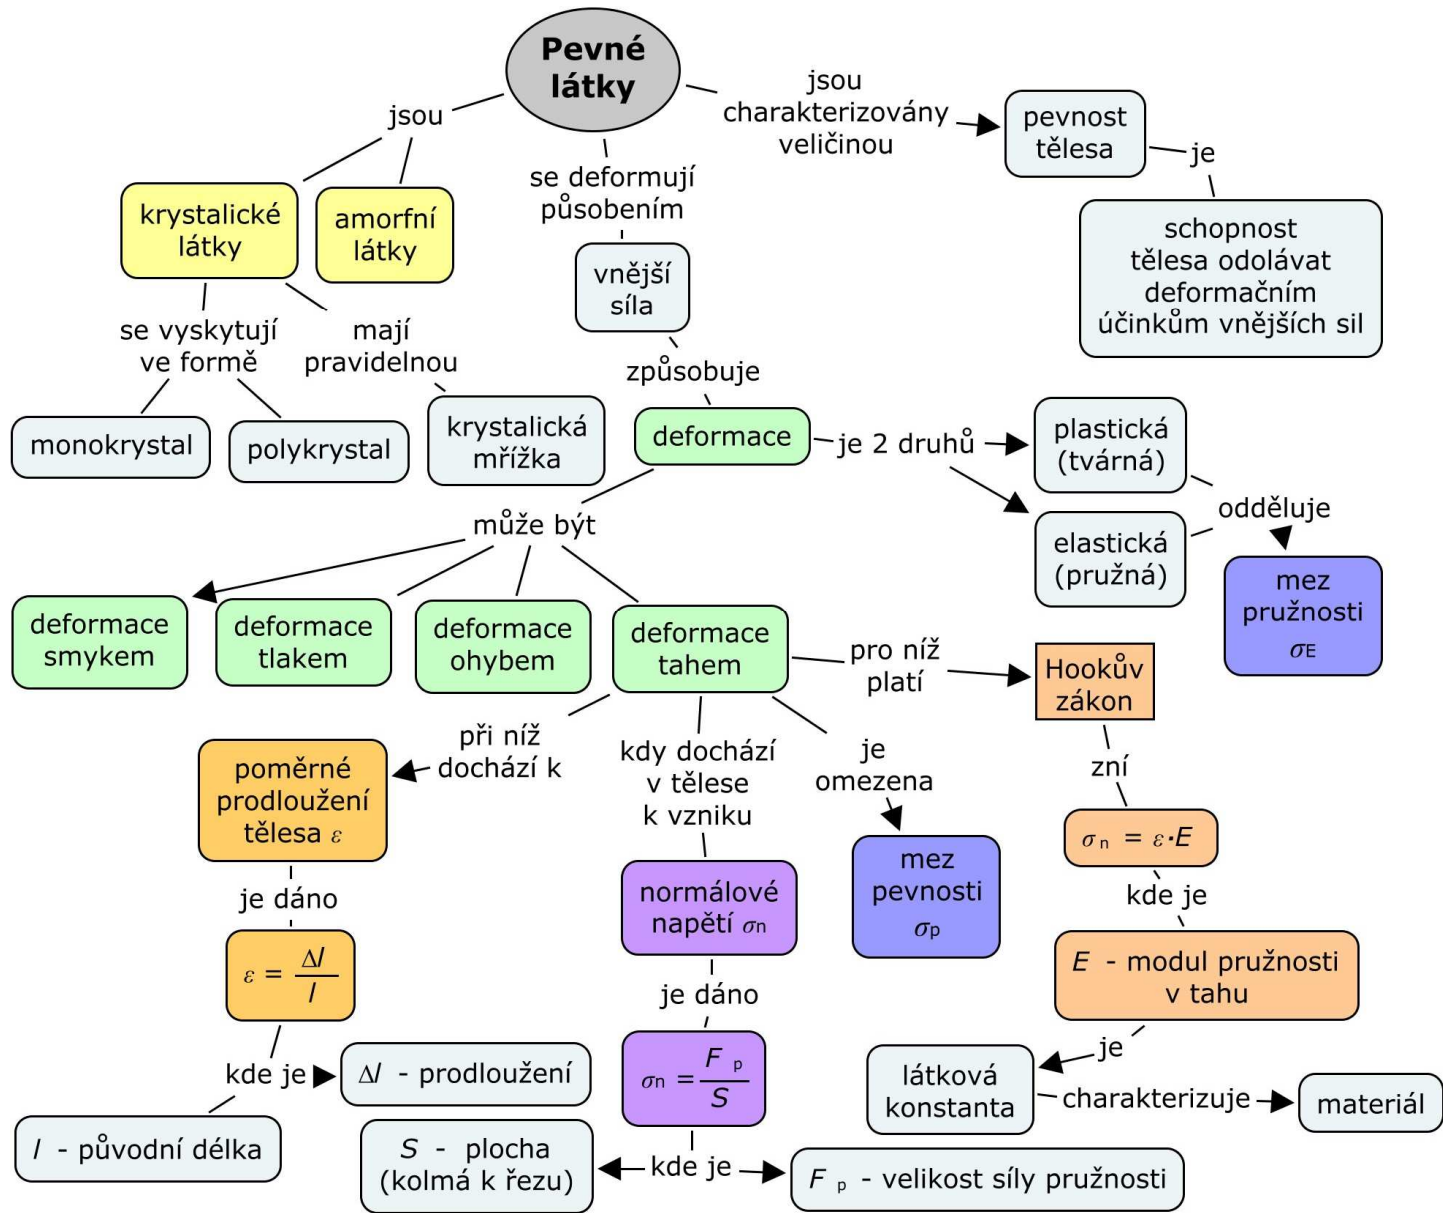 Pevné
látky
jsou
jsou
charakterizovány
veličinou
pevnost
tělesa
je
schopnost
tělesa odolávat
deformačním
účinkům vnějších sil
krystalické
látky
amorfní
látky
se deformují
působením
vnější
síla
se vyskytují
ve formě
mají
pravidelnou
způsobuje
monokrystal
polykrystal
krystalická
mřížka
deformace
je 2 druhů
plastická
(tvárná)
elastická
(pružná)
odděluje
mez
pružnosti
σE
může být
deformace
smykem
deformace
tlakem
deformace
ohybem
deformace
tahem
pro níž
platí
Hookův
zákon
při níž
dochází k
kdy dochází
v tělese
k vzniku
je
omezena
zní
poměrné
prodloužení
tělesa ε
normálové
napětí σn
mez
pevnosti
σp
σn = ε·E
kde je
E - modul pružnosti
v tahu
je dáno
ε = Δl / l
je dáno
σn = Fp / S
je
látková
konstanta
charakterizuje
materiál
kde je
Δl - prodloužení
l - původní délka
S - plocha
(kolmá k řezu)
kde je
Fp - velikost síly pružnosti